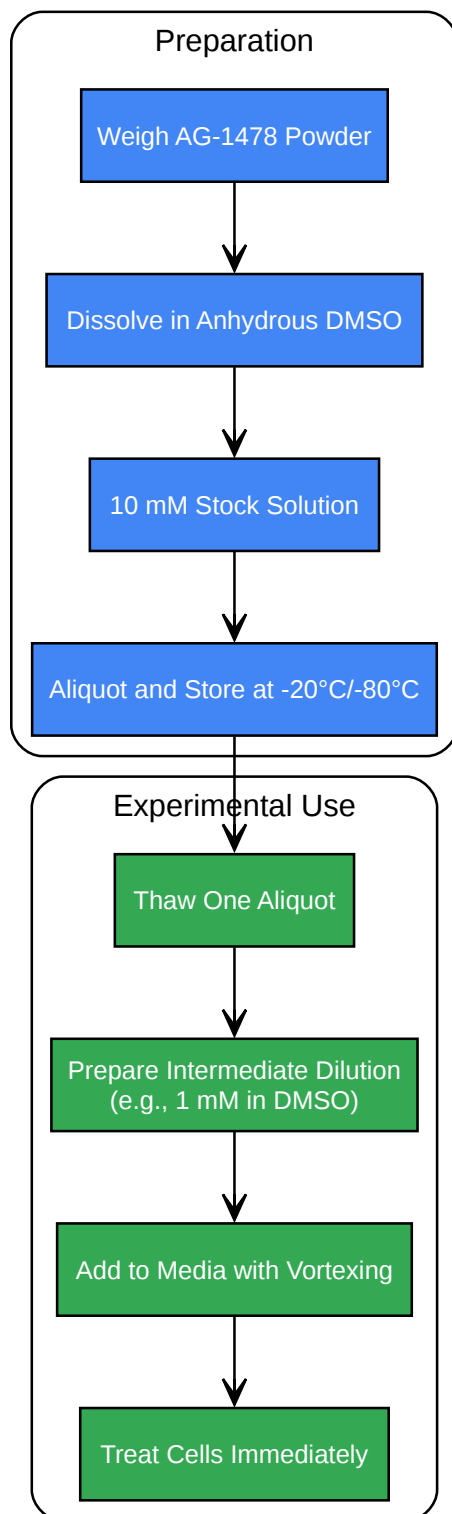 Preparation
Weigh AG-1478 Powder
Dissolve in Anhydrous DMSO
10 mM Stock Solution
Aliquot and Store at -20°C/-80°C
Experimental Use
Thaw One Aliquot
Prepare Intermediate Dilution
(e.g., 1 mM in DMSO)
Add to Media with Vortexing
Treat Cells Immediately